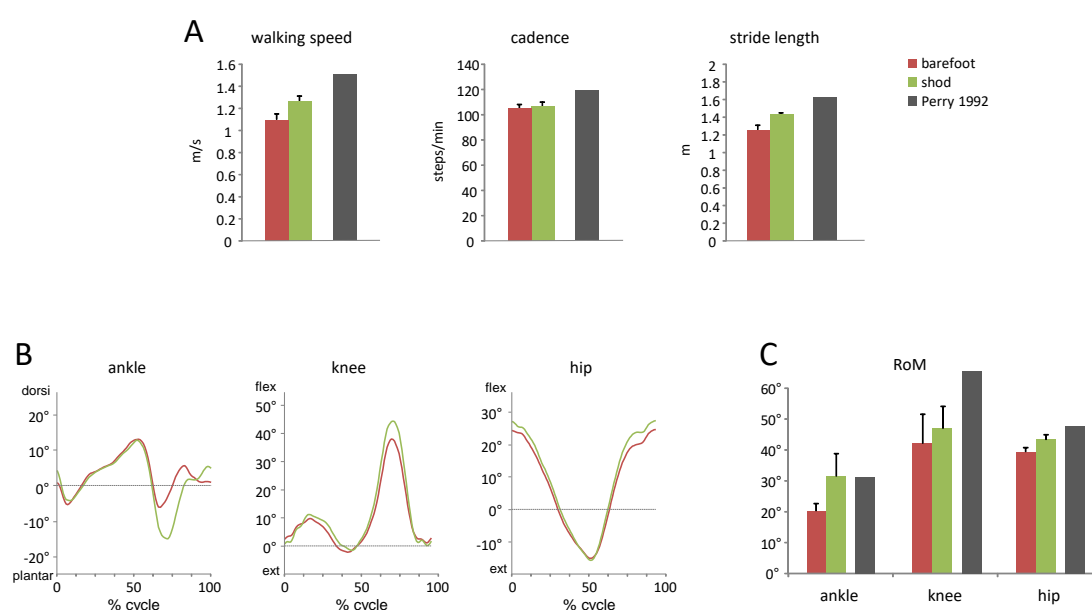 A
walking speed
cadence
stride length
1.6
1.4
1.2
1
0.8
0.6
0.4
0.2
0
m/s
140
120
100
80
60
40
20
0
steps/min
2
1.8
1.6
1.4
1.2
1
0.8
0.6
0.4
0.2
0
m
barefoot
shod
Perry 1992
B
ankle
knee
hip
dorsi
20°
10°
0°
-10°
-20°
plantar
0
50
100
% cycle
flex
50°
40°
30°
20°
10°
0°
ext
0
50
100
% cycle
flex
30°
20°
10°
0°
-10°
ext
0
50
100
% cycle
C
RoM
60°
50°
40°
30°
20°
10°
0°
ankle
knee
hip